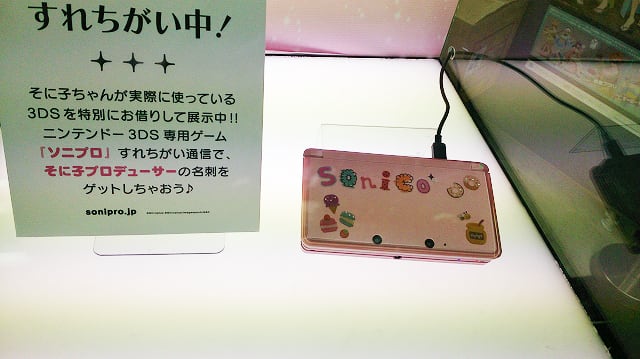 すれちがい中!
そに子ちゃんが実際に使っている
3DSを特別にお借りして展示中!!
ニンテンドー3DS専用ゲーム
『ソニプロ』すれちがい通信で、
そに子プロデューサーの名刺を
ゲットしちゃおう♪
sonipro.jp
SoniCo